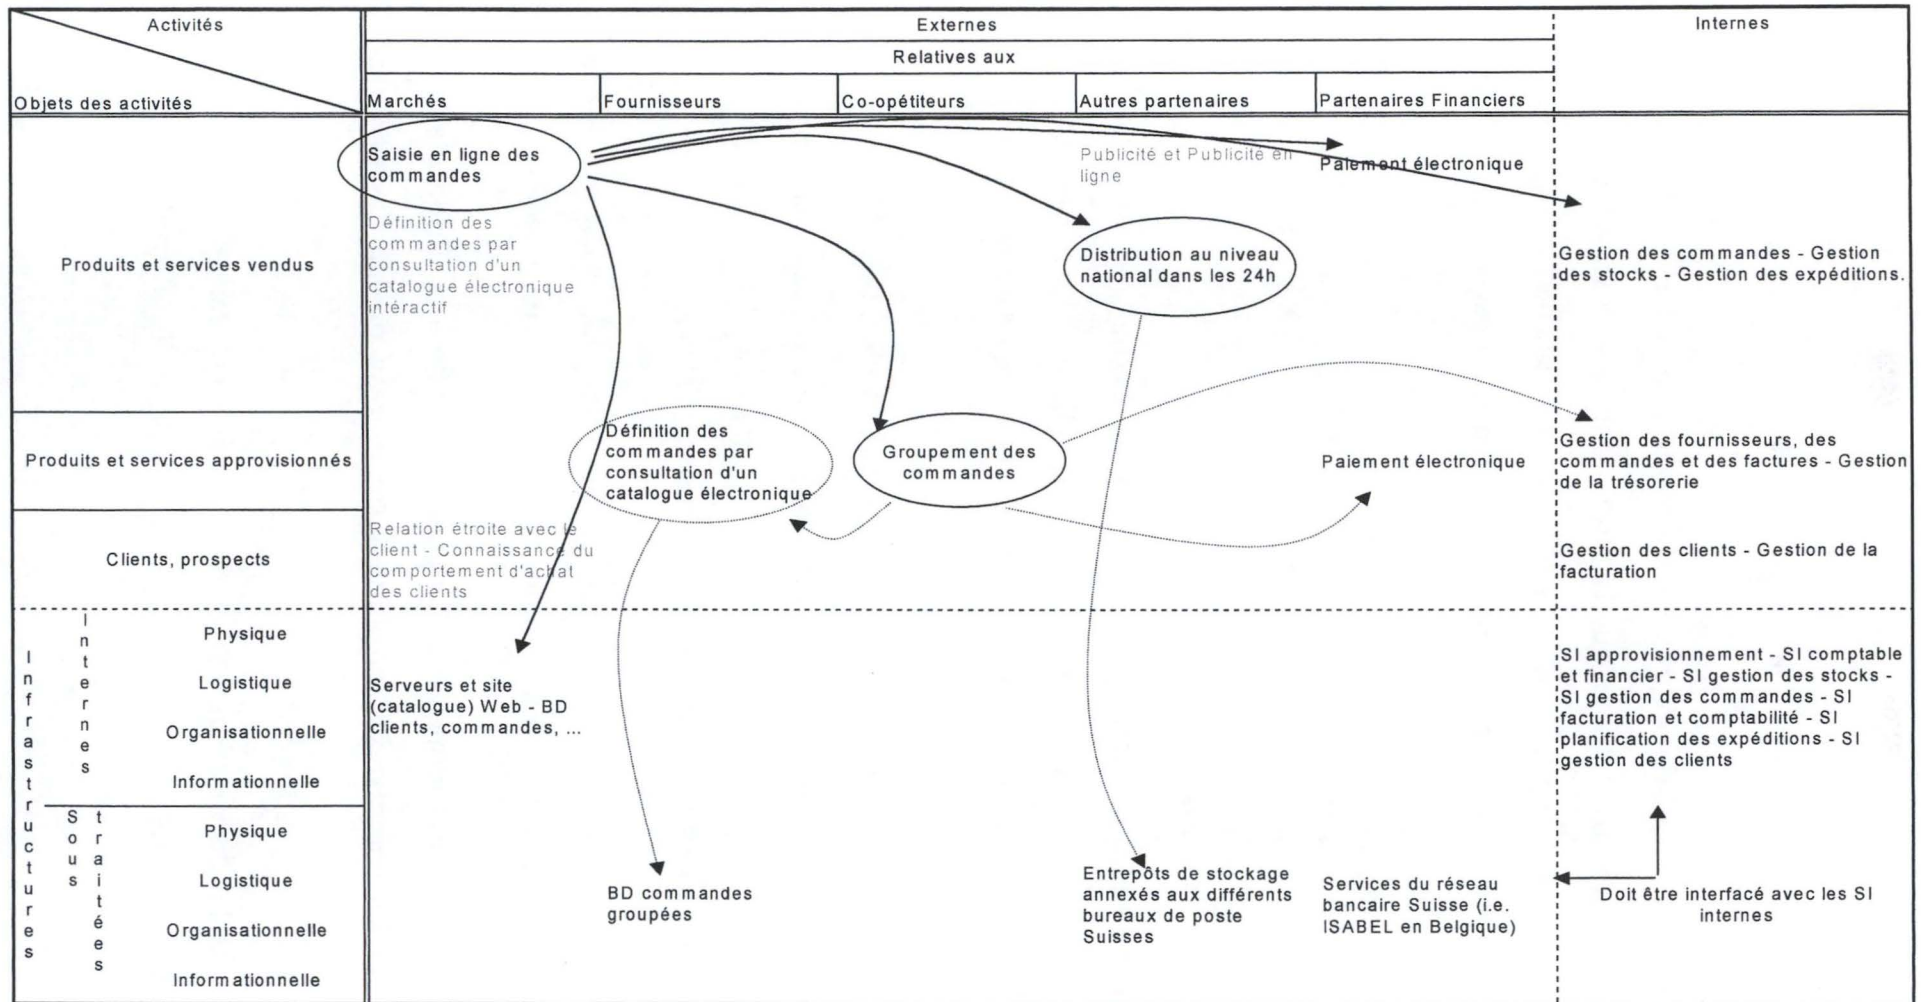 Activités
Externes
Internes
Relatives aux
Objets des activités
Marchés
Fournisseurs
Co-opétiteurs
Autres partenaires
Partenaires Financiers
Produits et services vendus
Saisie en ligne des
commandes
Définition des
commandes par
consultation d'un
catalogue électronique
intéractif
Publicité et Publicité en
ligne
Distribution au niveau
national dans les 24h
Paiement électronique
Gestion des commandes - Gestion
des stocks - Gestion des expéditions.
Produits et services approvisionnés
Définition des
commandes par
consultation d'un
catalogue électronique
Groupement des
commandes
Paiement électronique
Gestion des fournisseurs, des
commandes et des factures - Gestion
de la trésorerie
Clients, prospects
Relation étroite avec le
client - Connaissance du
comportement d'achat
des clients
Gestion des clients - Gestion de la
facturation
Infrastructures
Internes
Physique
Logistique
Organisationnelle
Informationnelle
Serveurs et site
(catalogue) Web - BD
clients, commandes, ...
SI approvisionnement - SI comptable
et financier - SI gestion des stocks -
SI gestion des commandes - SI
facturation et comptabilité - SI
planification des expéditions - SI
gestion des clients
Sous
traitées
Physique
Logistique
Organisationnelle
Informationnelle
BD commandes
groupées
Entrepôts de stockage
annexés aux différents
bureaux de poste
Suisses
Services du réseau
bancaire Suisse (i.e.
ISABEL en Belgique)
Doit être interfacé avec les SI
internes